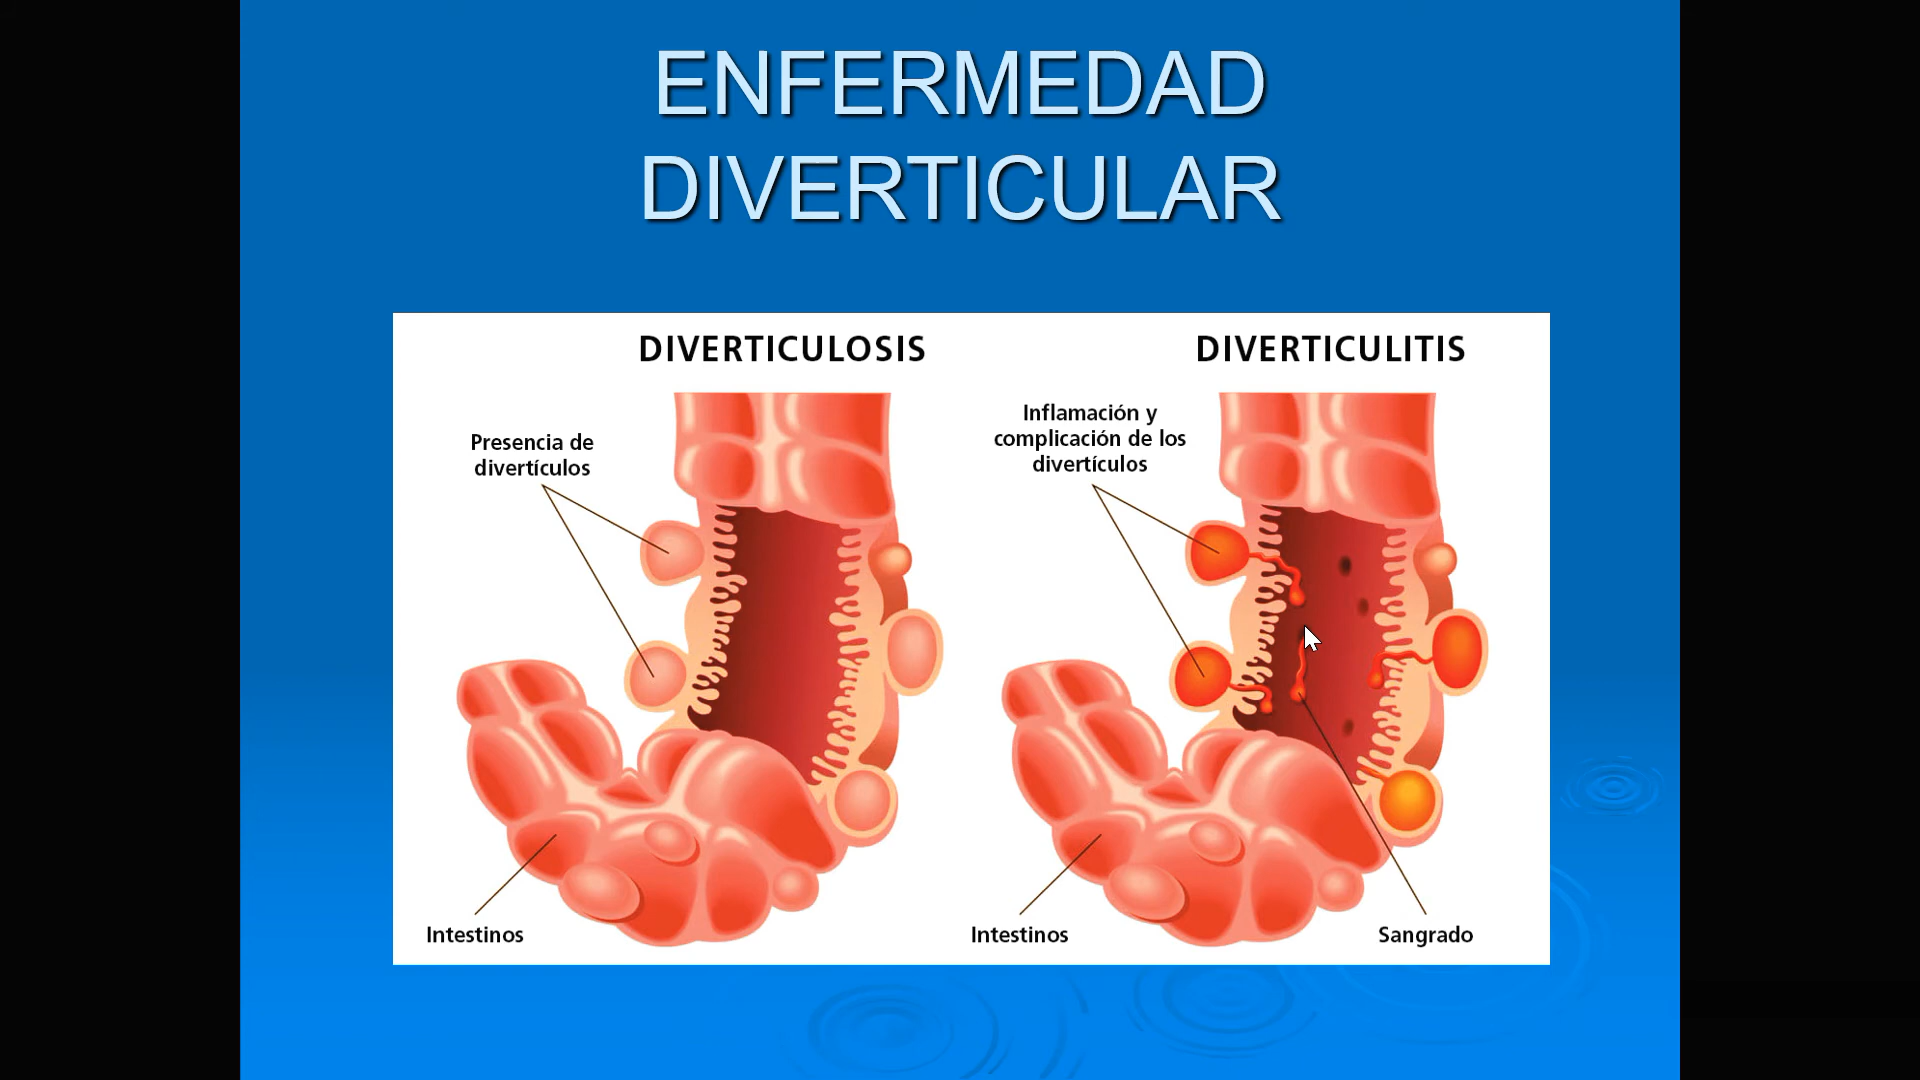 ENFERMEDAD
DIVERTICULAR
DIVERTICULOSIS
Presencia de
divertículos
Intestinos
DIVERTICULITIS
Inflamación y
complicación de los
divertículos
Intestinos
Sangrado